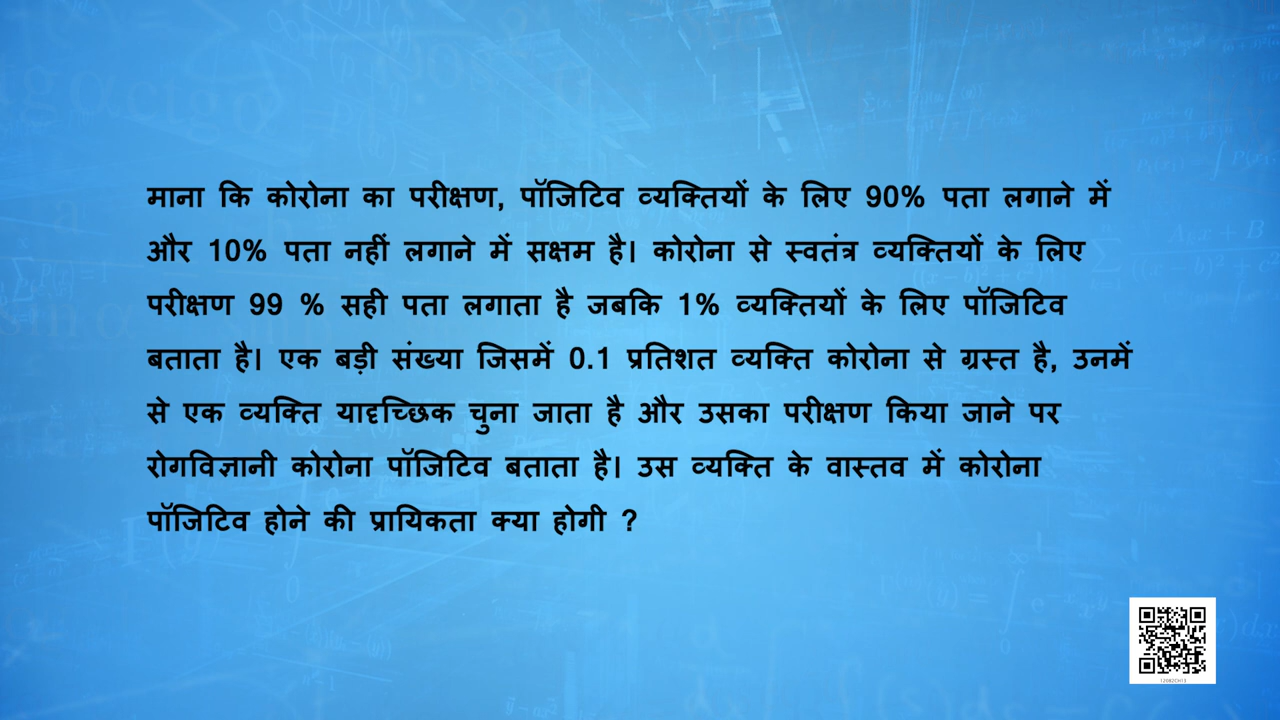 माना कि कोरोना का परीक्षण, पॉजिटिव व्यक्तियों के लिए 90% पता लगाने में
और 10% पता नहीं लगाने में सक्षम है। कोरोना से स्वतंत्र व्यक्तियों के लिए
परीक्षण 99 % सही पता लगाता है जबकि 1% व्यक्तियों के लिए पॉजिटिव
बताता है। एक बड़ी संख्या जिसमें 0.1 प्रतिशत व्यक्ति कोरोना से ग्रस्त है, उनमें
से एक व्यक्ति यादृच्छिक चुना जाता है और उसका परीक्षण किया जाने पर
रोगविज्ञानी कोरोना पॉजिटिव बताता है। उस व्यक्ति के वास्तव में कोरोना
पॉजिटिव होने की प्रायिकता क्या होगी ?